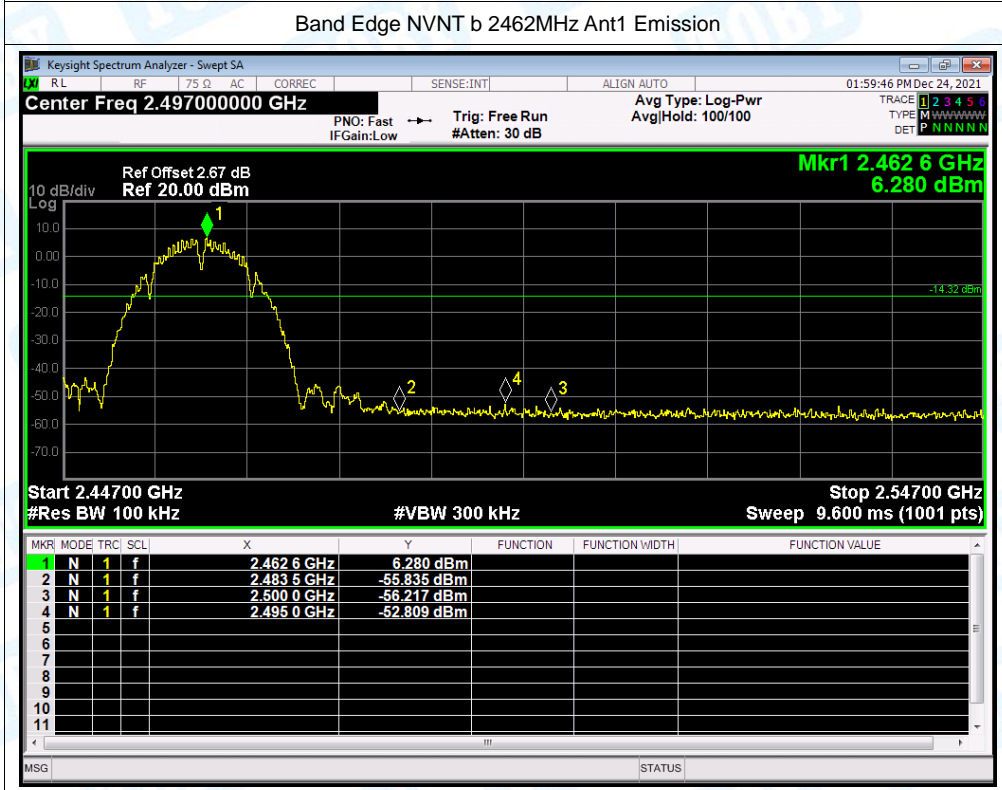 Band Edge NVNT b 2462MHz Ant1 Emission
Keysight Spectrum Analyzer - Swept SA
LXI RL RF 75 Ω AC CORREC SENSE:INT ALIGN AUTO 01:59:46 PM Dec 24, 2021
Center Freq 2.497000000 GHz
PNO: Fast
IFGain:Low
Trig: Free Run
#Atten: 30 dB
Avg Type: Log-Pwr
Avg|Hold: 100/100
TRACE 1 2 3 4 5 6
TYPE M WWWWW
DET P N N N N N
Mkr1 2.462 6 GHz
6.280 dBm
Ref Offset 2.67 dB
10 dB/div Ref 20.00 dBm
Log
10.0
0.00
-10.0
-20.0
-30.0
-40.0
-50.0
-60.0
-70.0
1
-14.32 dBm
2
4
3
Start 2.44700 GHz Stop 2.54700 GHz
#Res BW 100 kHz #VBW 300 kHz Sweep 9.600 ms (1001 pts)
MKR MODE TRC SCL X Y FUNCTION FUNCTION WIDTH FUNCTION VALUE
1 N 1 f 2.462 6 GHz 6.280 dBm
2 N 1 f 2.483 5 GHz -55.835 dBm
3 N 1 f 2.500 0 GHz -56.217 dBm
4 N 1 f 2.495 0 GHz -52.809 dBm
5
6
7
8
9
10
11
MSG STATUS